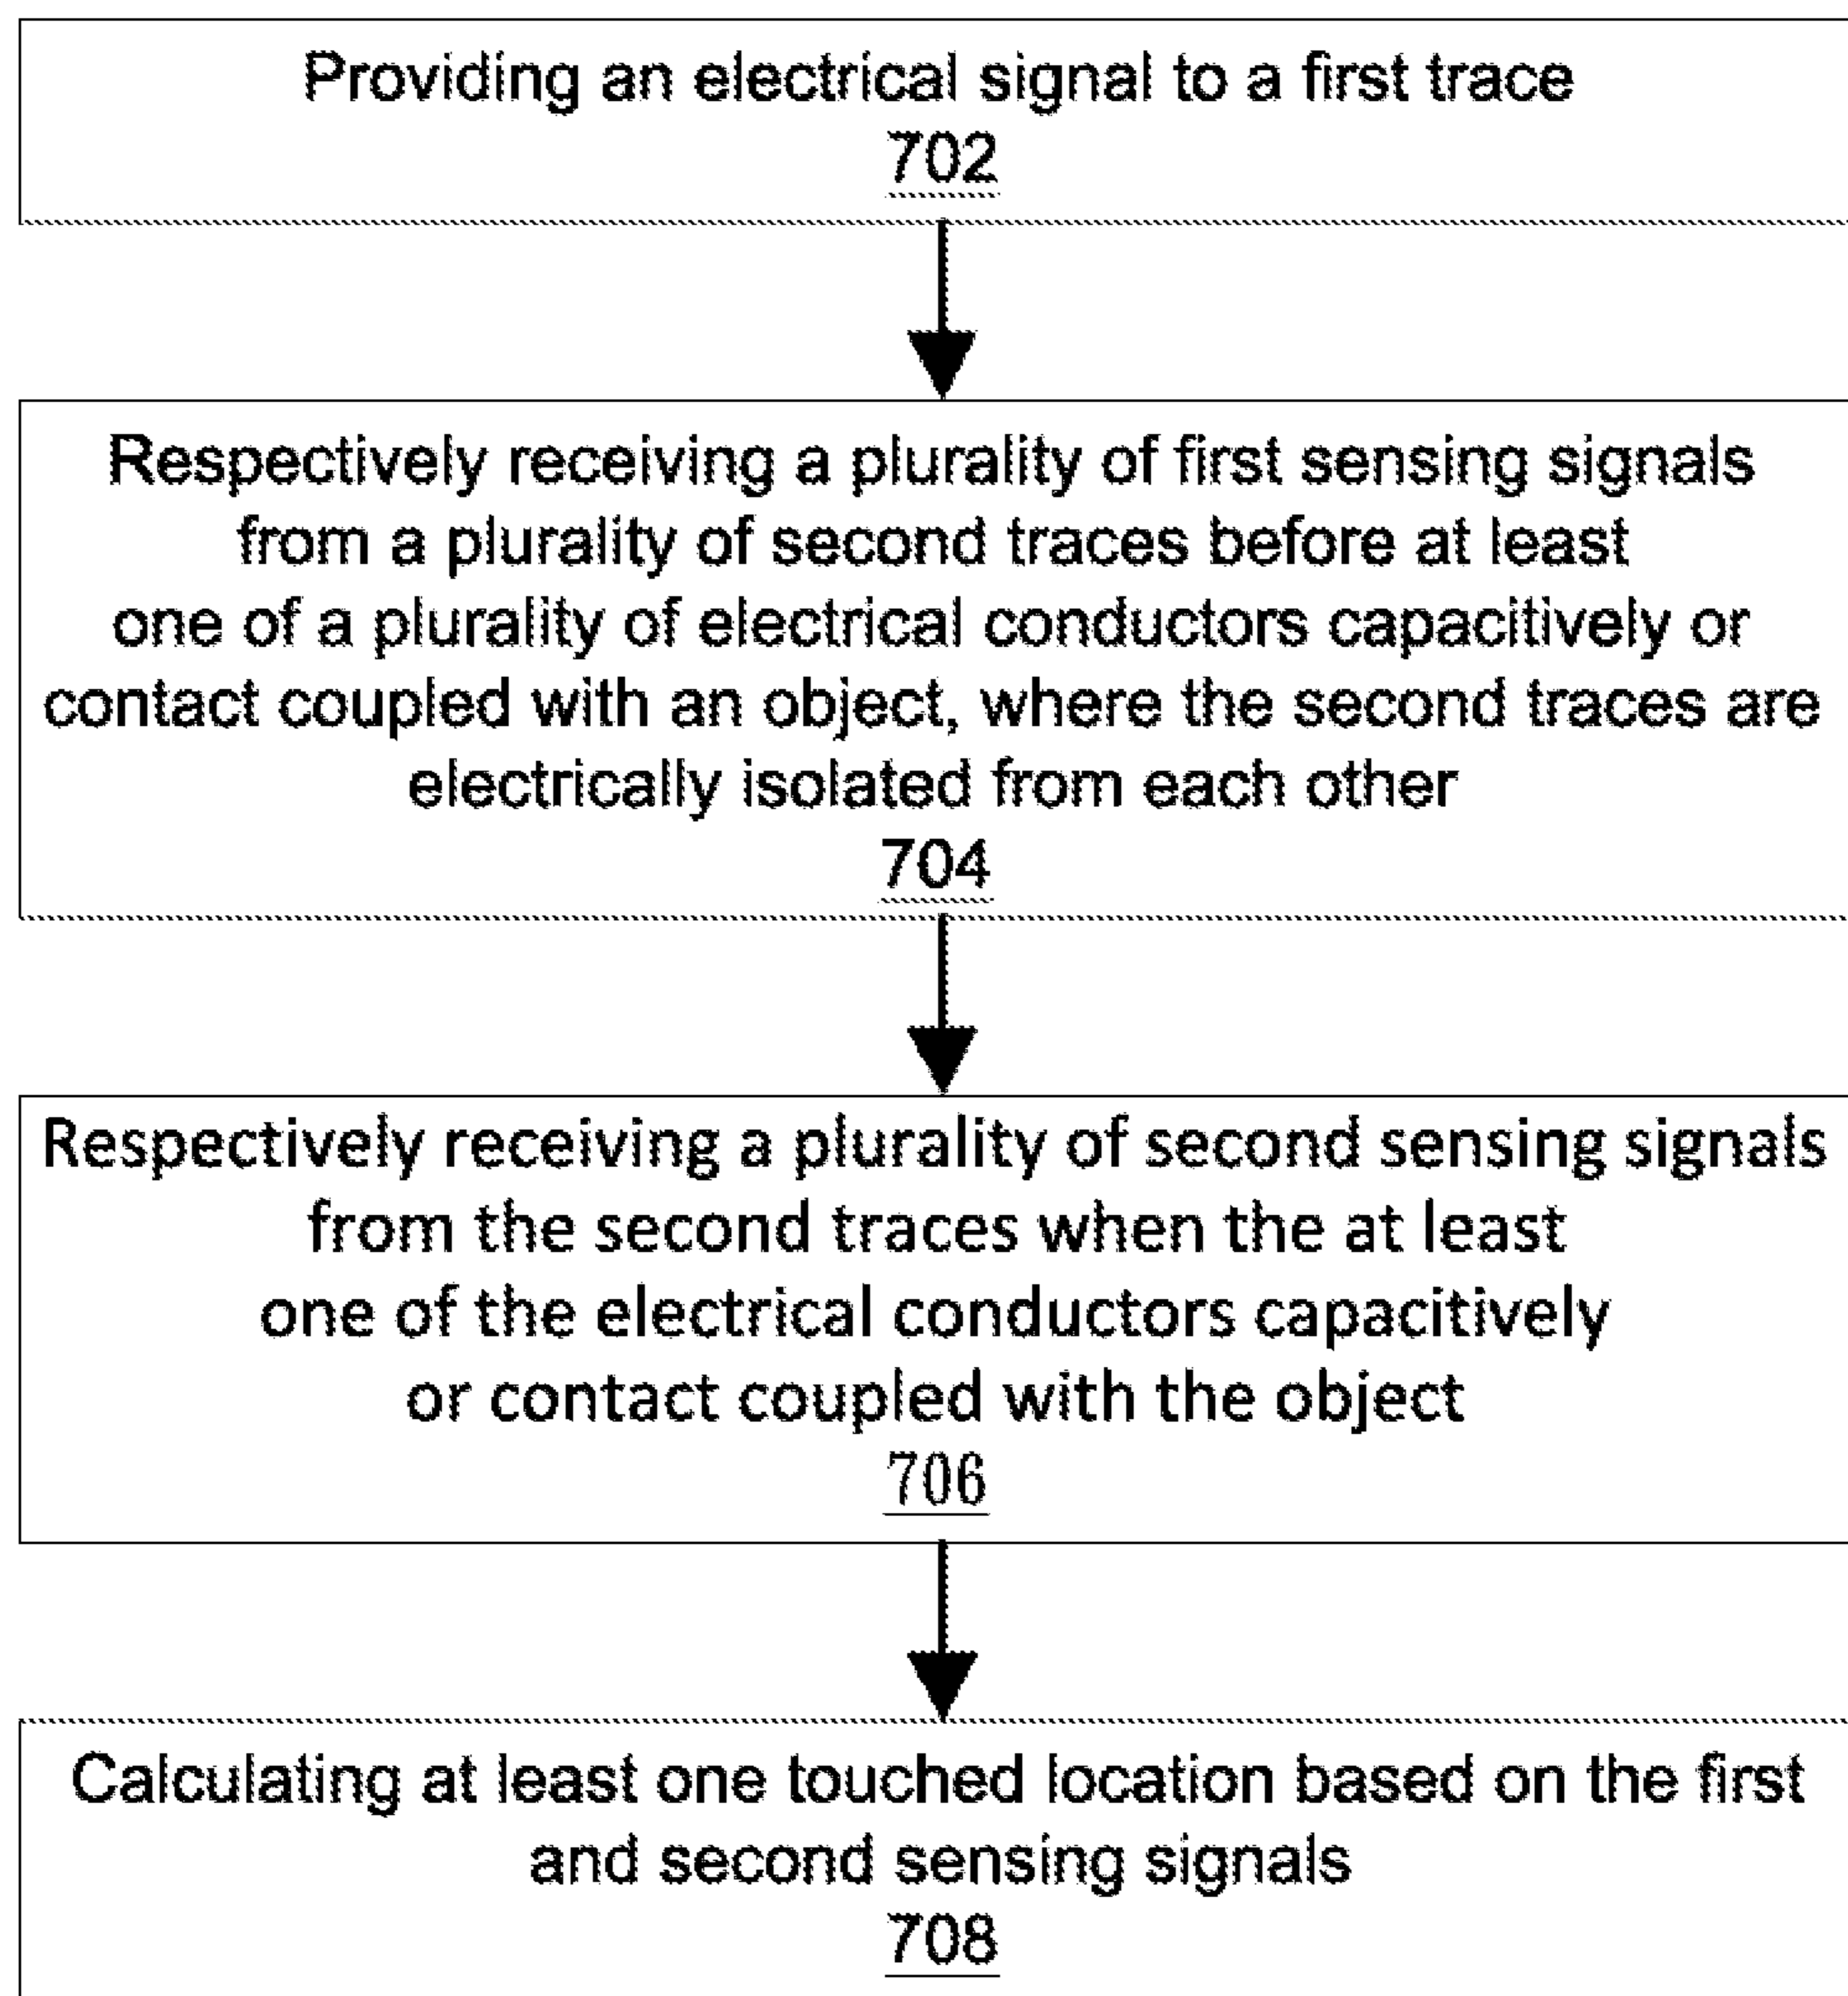 Providing an electrical signal to a first trace
702
Respectively receiving a plurality of first sensing signals
from a plurality of second traces before at least
one of a plurality of electrical conductors capacitively or
contact coupled with an object, where the second traces are
electrically isolated from each other
704
Respectively receiving a plurality of second sensing signals
from the second traces when the at least
one of the electrical conductors capacitively
or contact coupled with the object
706
Calculating at least one touched location based on the first
and second sensing signals
708